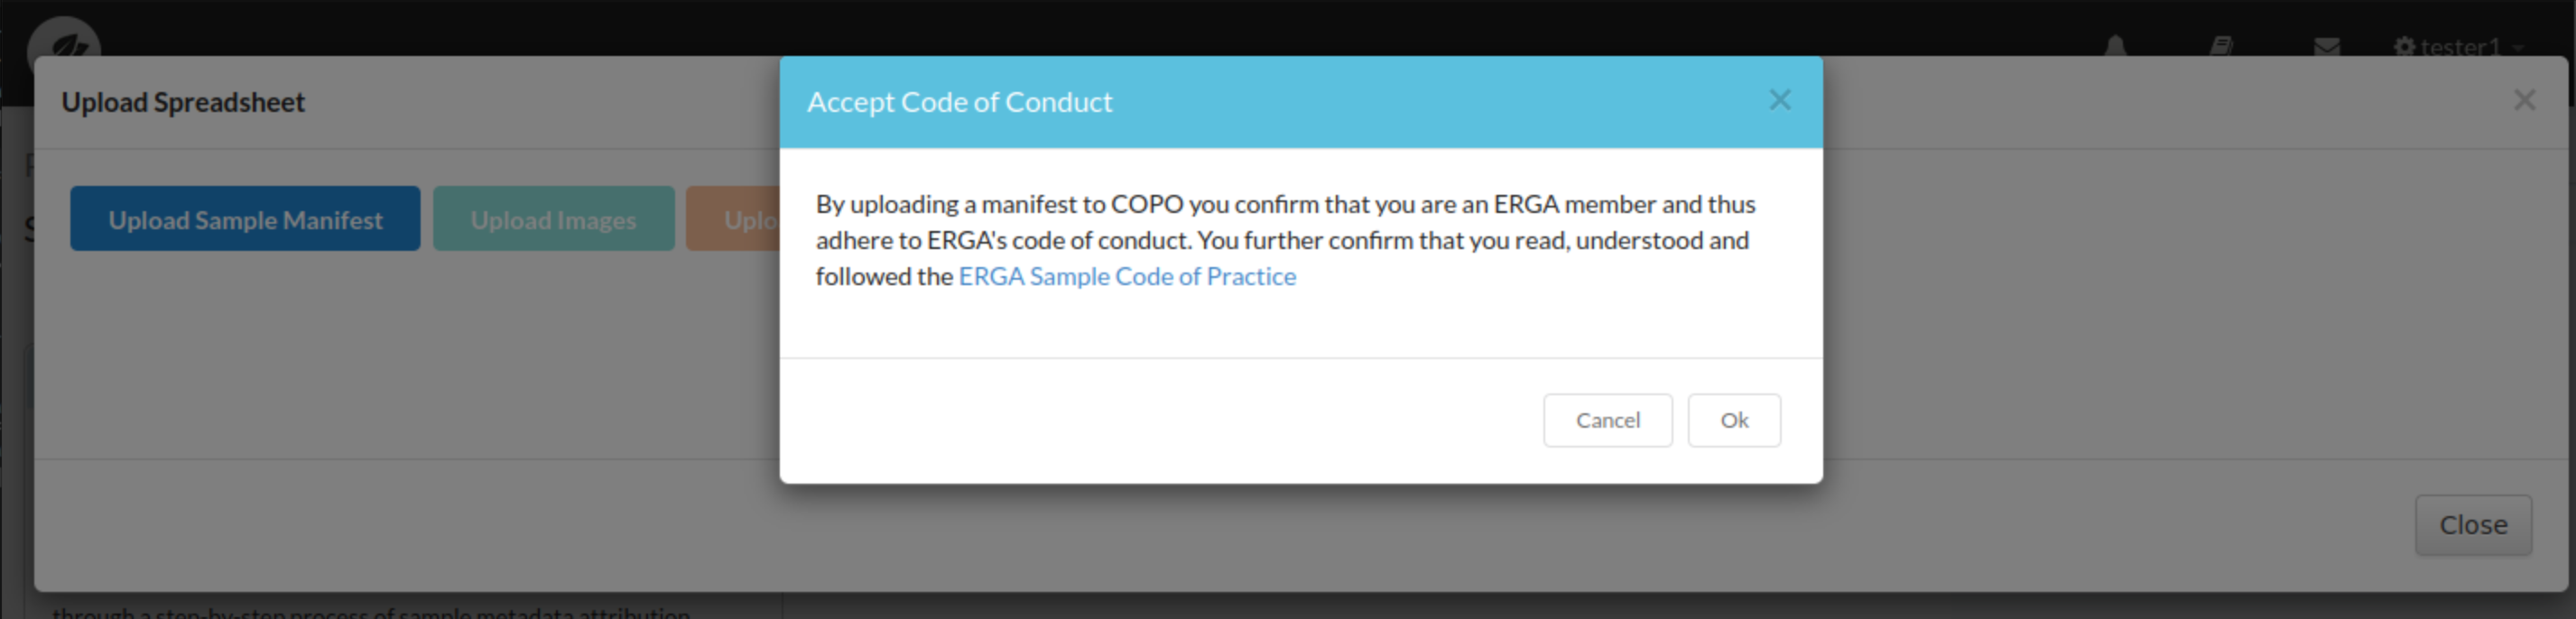 tester1
Upload Spreadsheet
Accept Code of Conduct
Upload Sample Manifest
Upload Images
By uploading a manifest to COPO you confirm that you are an ERGA member and thus
adhere to ERGA's code of conduct. You further confirm that you read, understood and
followed the ERGA Sample Code of Practice
Cancel
Ok
Close
through a step-by-step process of sample metadata attribution